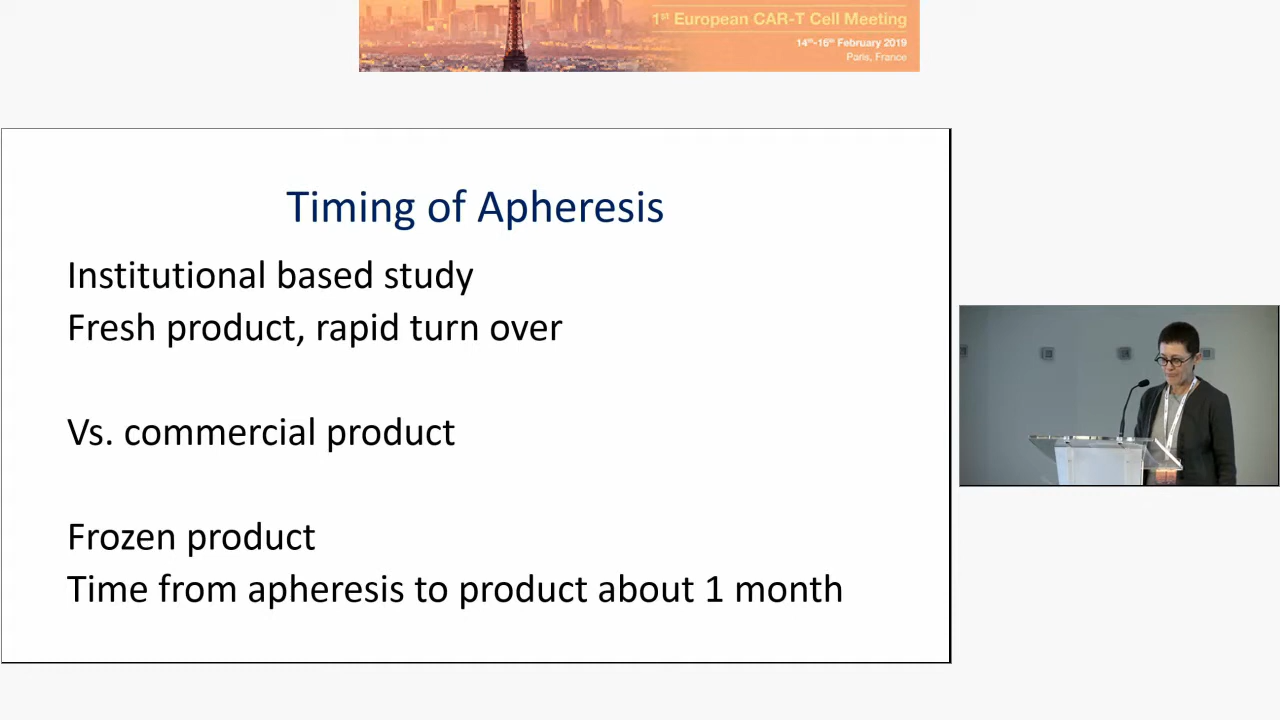 1st European CAR-T Cell Meeting
14th-16th February 2019
Paris, France
Timing of Apheresis
Institutional based study
Fresh product, rapid turn over
Vs. commercial product
Frozen product
Time from apheresis to product about 1 month